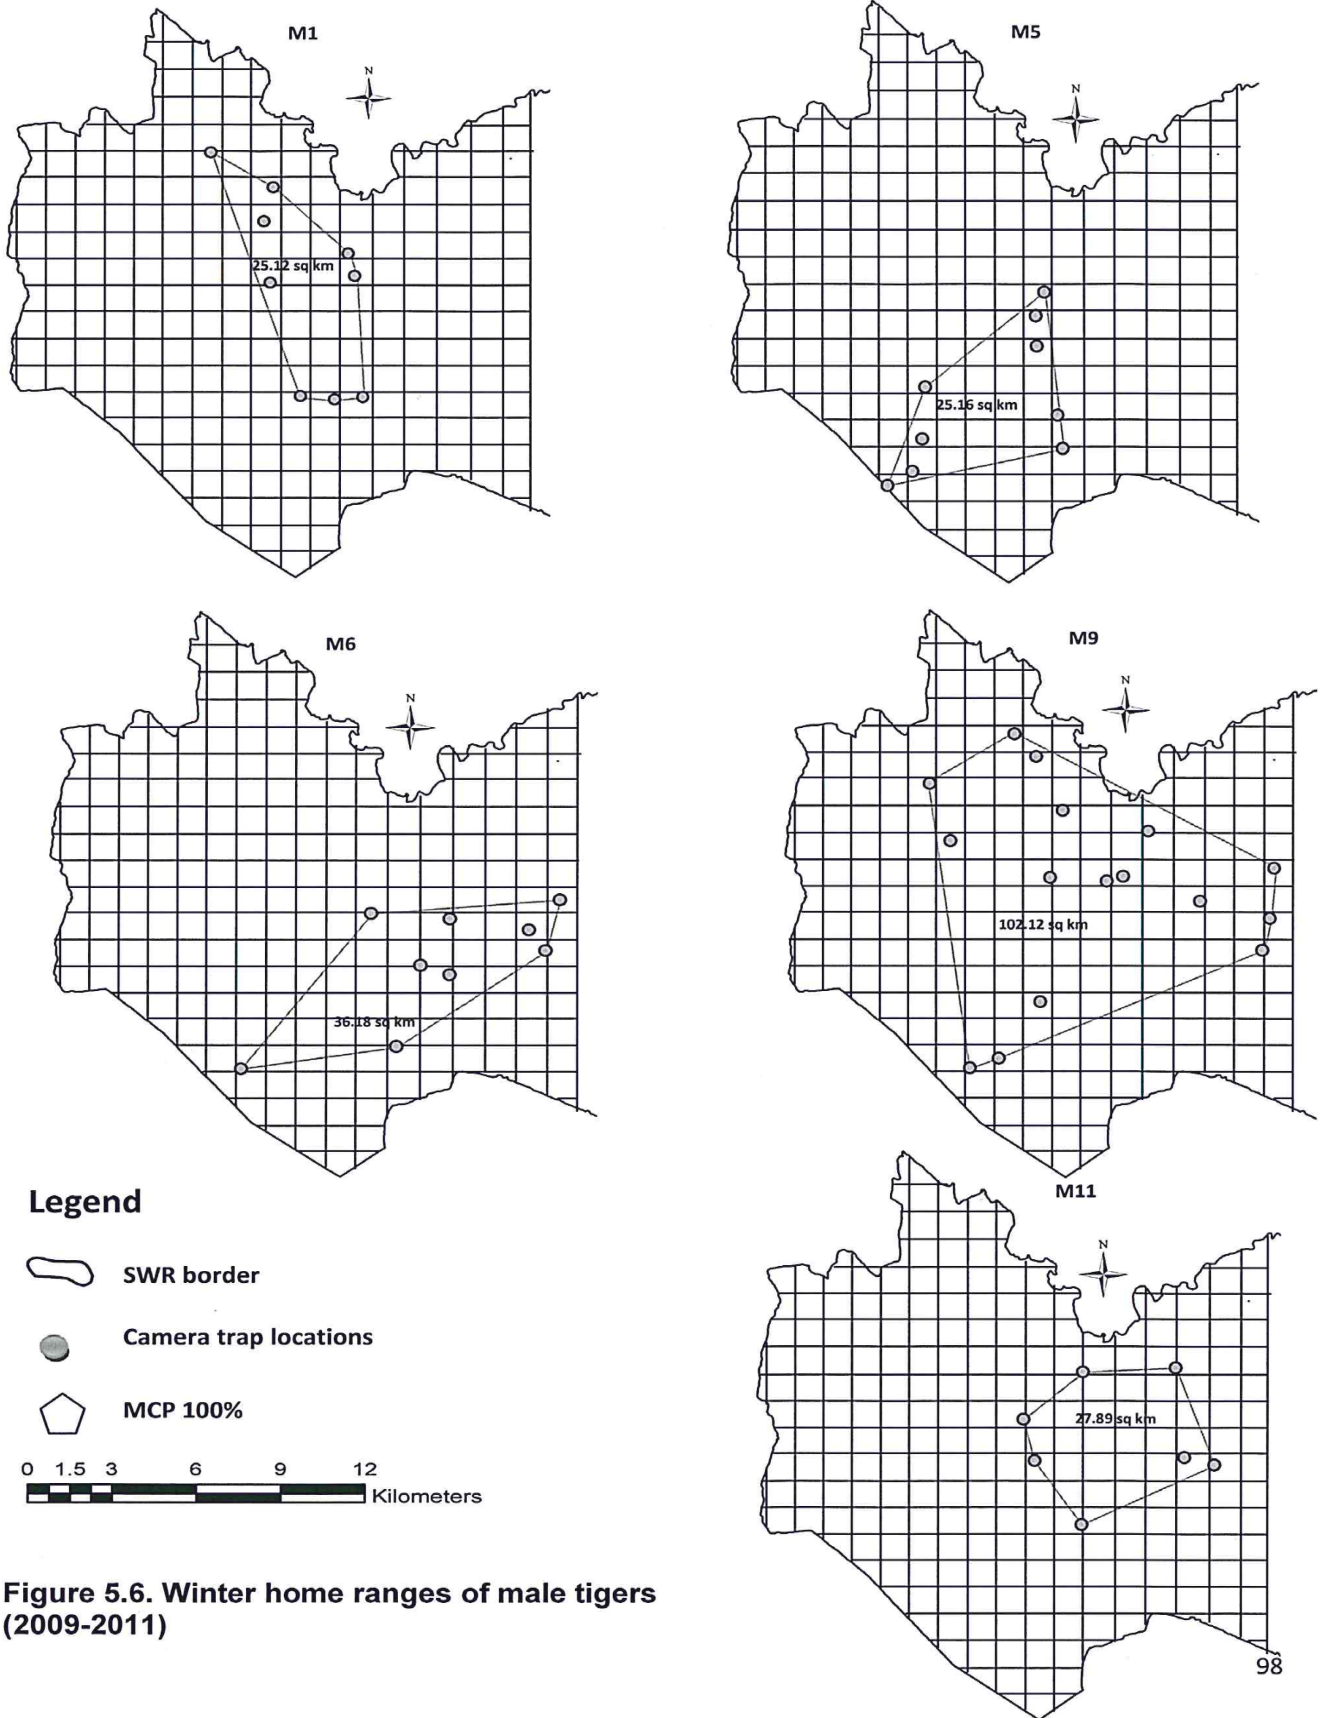 M1
N
25.12 sq km
M5
N
25.16 sq km
M6
N
36.18 sq km
M9
N
102.12 sq km
M11
N
27.89 sq km
Legend
SWR border
Camera trap locations
MCP 100%
0 1.5 3 6 9 12
Kilometers
Figure 5.6. Winter home ranges of male tigers
(2009-2011)
98